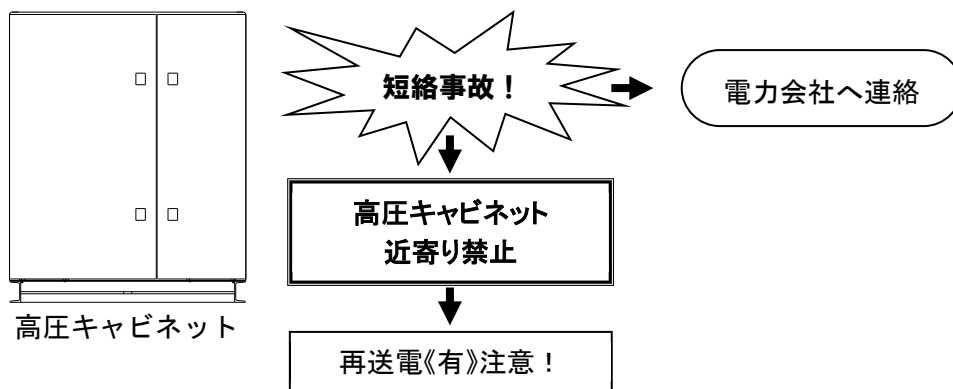 短絡事故！
電力会社へ連絡
高圧キャビネット
近寄り禁止
高圧キャビネット
再送電《有》注意！